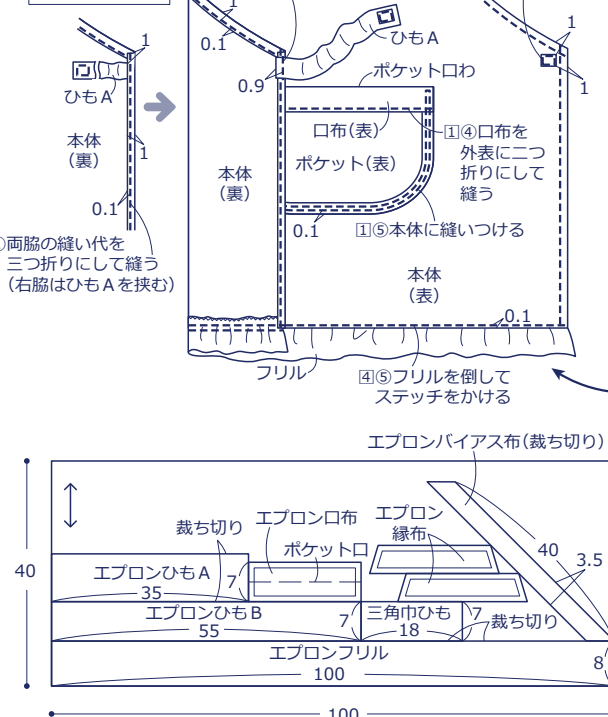 1
0.1
ひもA
0.9
1
1
1
ひもA
本体
(裏)
1
0.1
本体
(裏)
ポケット口わ
口布(表)
ポケット(表)
1④口布を
外表に二つ
折りにして
縫う
0.1
1⑤本体に縫いつける
本体
(表)
両脇の縫い代を
三つ折りにして縫う
(右脇はひもAを挟む)
0.1
フリル
4⑤フリルを倒して
ステッチをかける
エプロンバイアス布(裁ち切り)
裁ち切り
エプロン口布
エプロン
縁布
ポケット口
40
3.5
40
エプロンひもA
35
7
エプロンひもB
55
7
三角巾ひも
18
7
裁ち切り
エプロンフリル
100
8
100